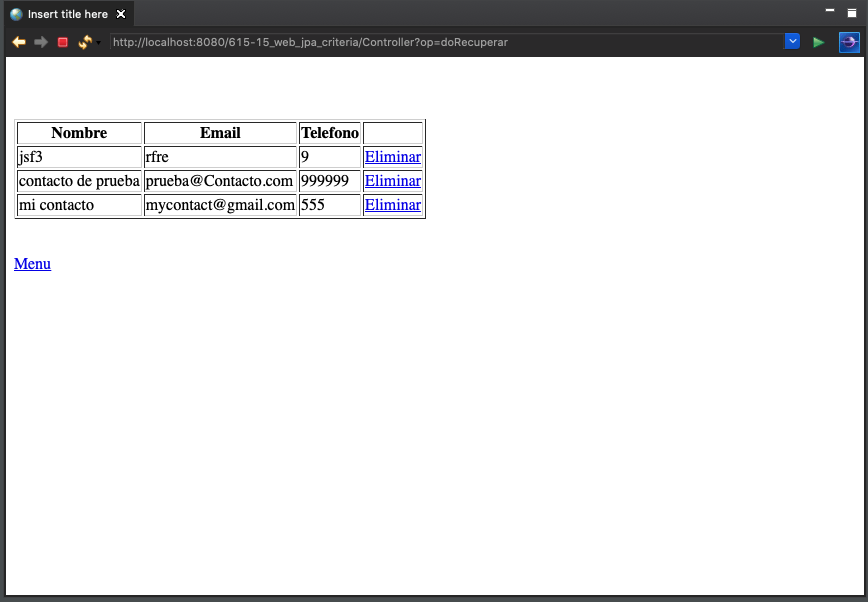 Insert title here
http://localhost:8080/615-15_web_jpa_criteria/Controller?op=doRecuperar
Nombre Email Telefono
jsf3 rfre 9 Eliminar
contacto de prueba prueba@Contacto.com 999999 Eliminar
mi contacto mycontact@gmail.com 555 Eliminar
Menu